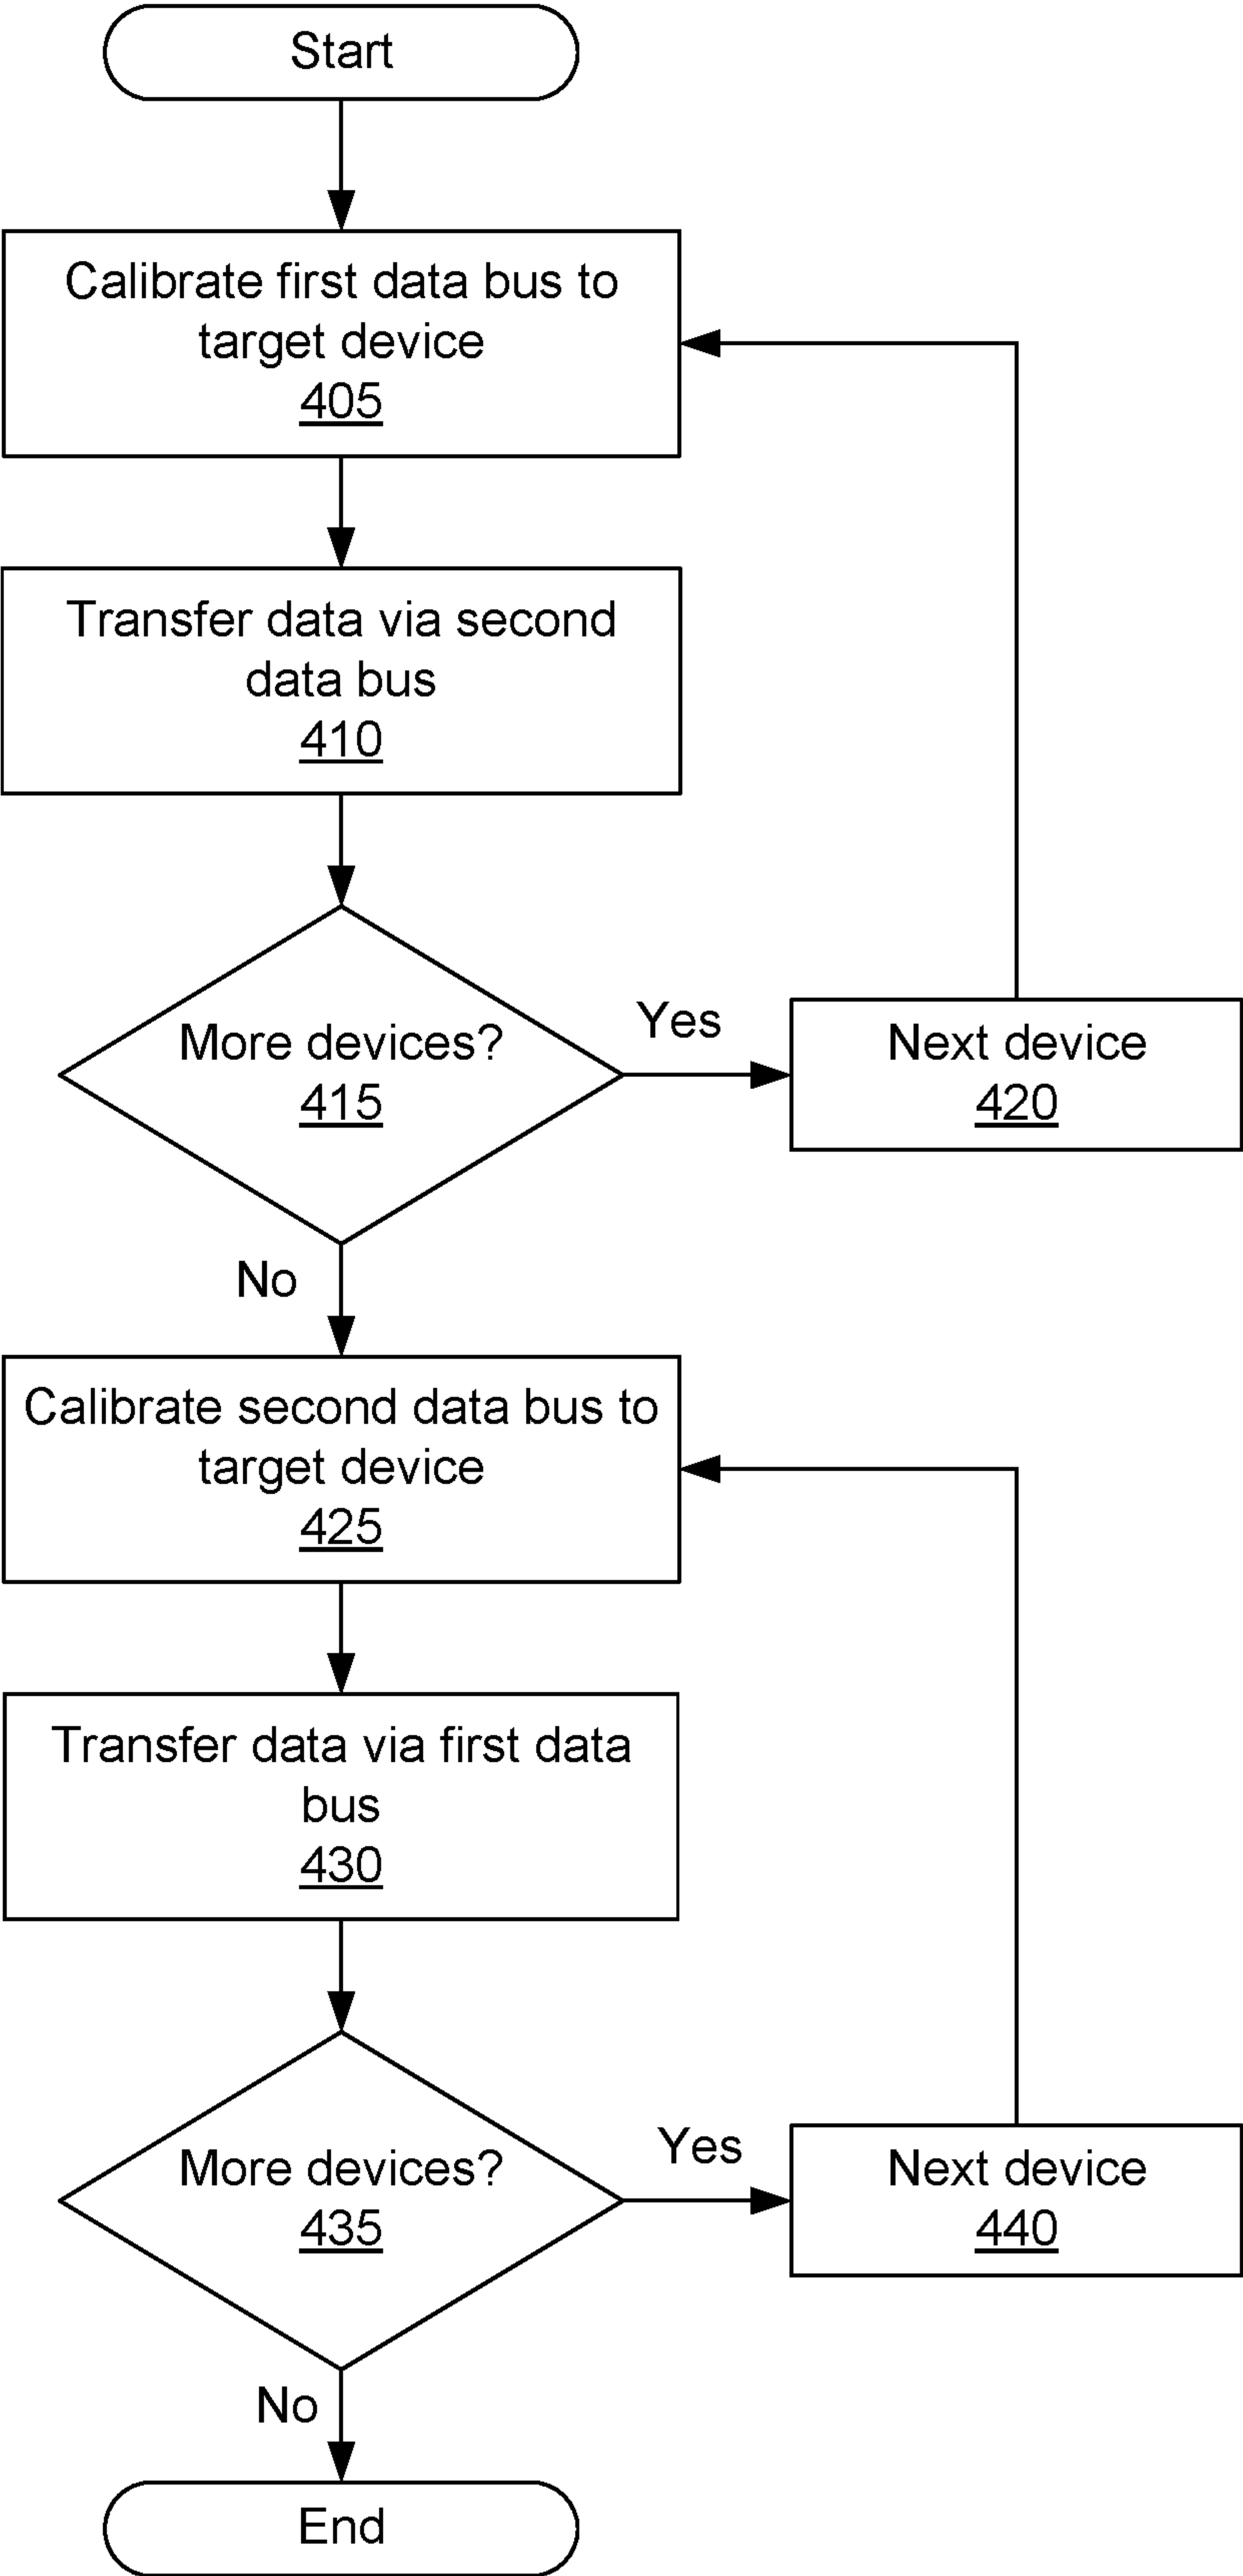 Start
Calibrate first data bus to
target device
405
Transfer data via second
data bus
410
More devices?
415
Yes
Next device
420
No
Calibrate second data bus to
target device
425
Transfer data via first data
bus
430
More devices?
435
Yes
Next device
440
No
End